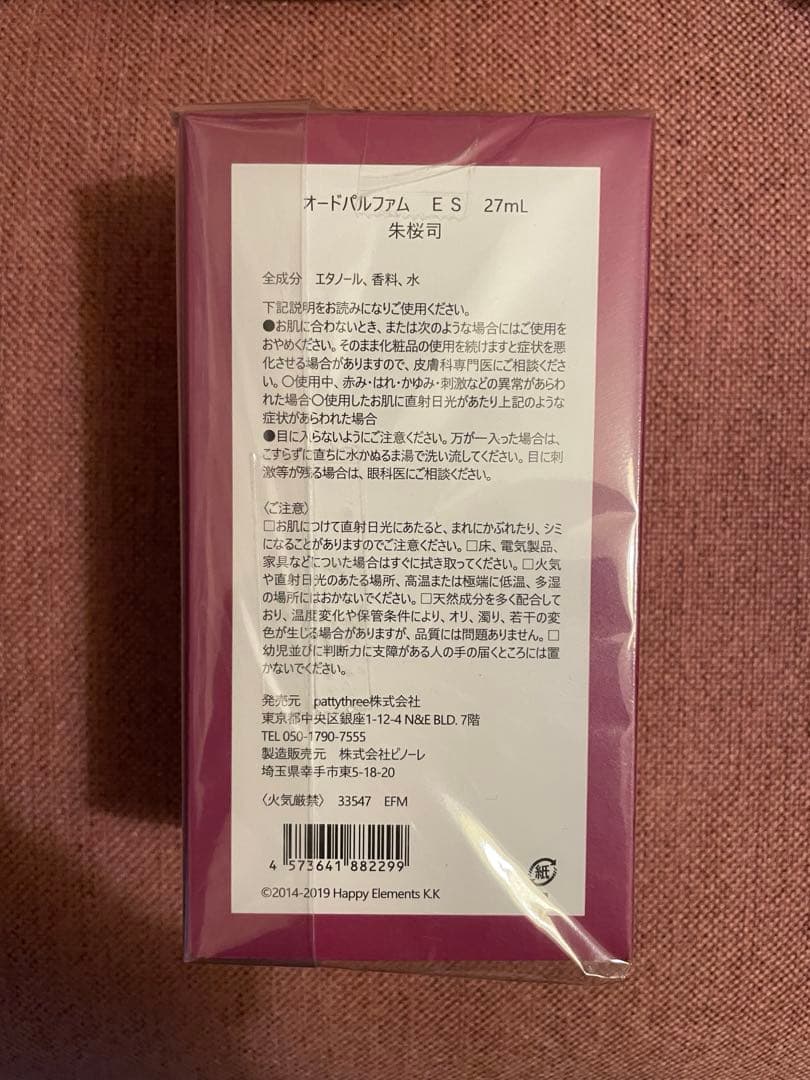 オードパルファム　ＥＳ　27mL
朱桜司
全成分　エタノール、香料、水
下記説明をお読みになりご使用ください。
●お肌に合わないとき、または次のような場合にはご使用を
おやめください。そのまま化粧品の使用を続けますと症状を悪
化させる場合がありますので、皮膚科専門医にご相談くださ
い。〇使用中、赤み・はれ・かゆみ・刺激などの異常があらわ
れた場合〇使用したお肌に直射日光があたり上記のような
症状があらわれた場合
●目に入らないようにご注意ください。万が一入った場合は、
こすらずに直ちに水かぬるま湯で洗い流してください。目に刺
激等が残る場合は、眼科医にご相談ください。
〈ご注意〉
□お肌につけて直射日光にあたると、まれにかぶれたり、シミ
になることがありますのでご注意ください。□床、電気製品、
家具などについた場合はすぐに拭き取ってください。□火気
や直射日光のあたる場所、高温または極端に低温、多湿
の場所にはおかないでください。□天然成分を多く配合して
おり、温度変化や保管条件により、オリ、濁り、若干の変
色が生じる場合がありますが、品質には問題ありません。□
幼児並びに判断力に支障がある人の手の届くところには置
かないでください。
発売元　pattythree株式会社
東京都中央区銀座1-12-4 N&E BLD. 7階
TEL 050-1790-7555
製造販売元　株式会社ビノーレ
埼玉県幸手市東5-18-20
〈火気厳禁〉　33547　EFM
4 573641 882299
紙
©2014-2019 Happy Elements K.K